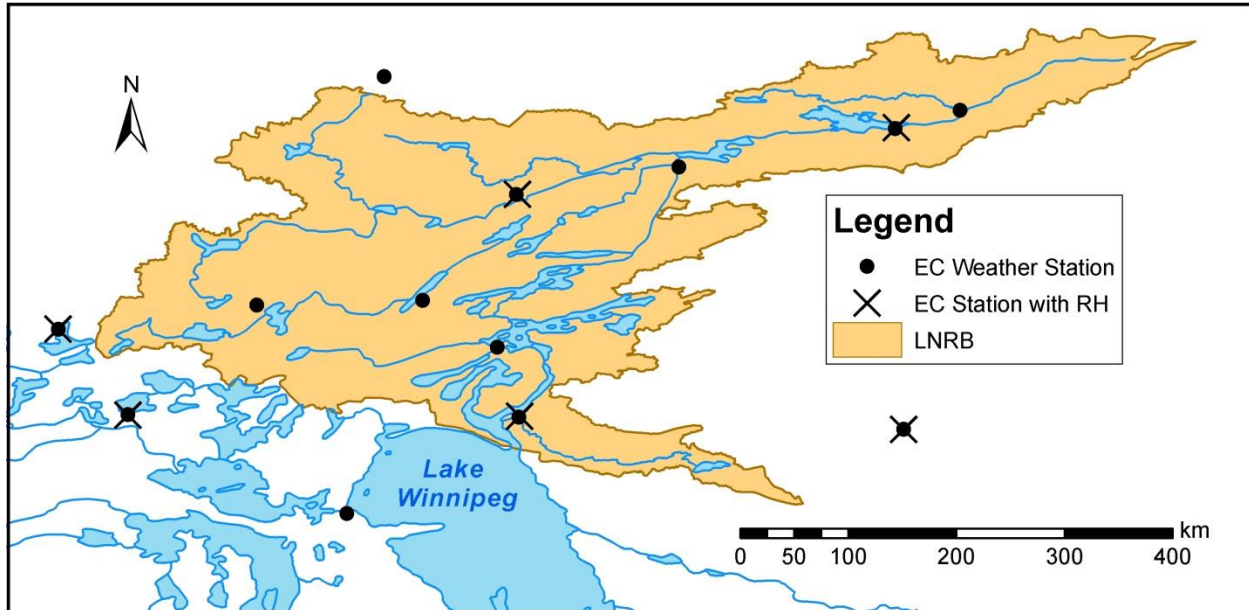 N
Legend
EC Weather Station
EC Station with RH
LNRB
Lake
Winnipeg
km
0 50 100 200 300 400